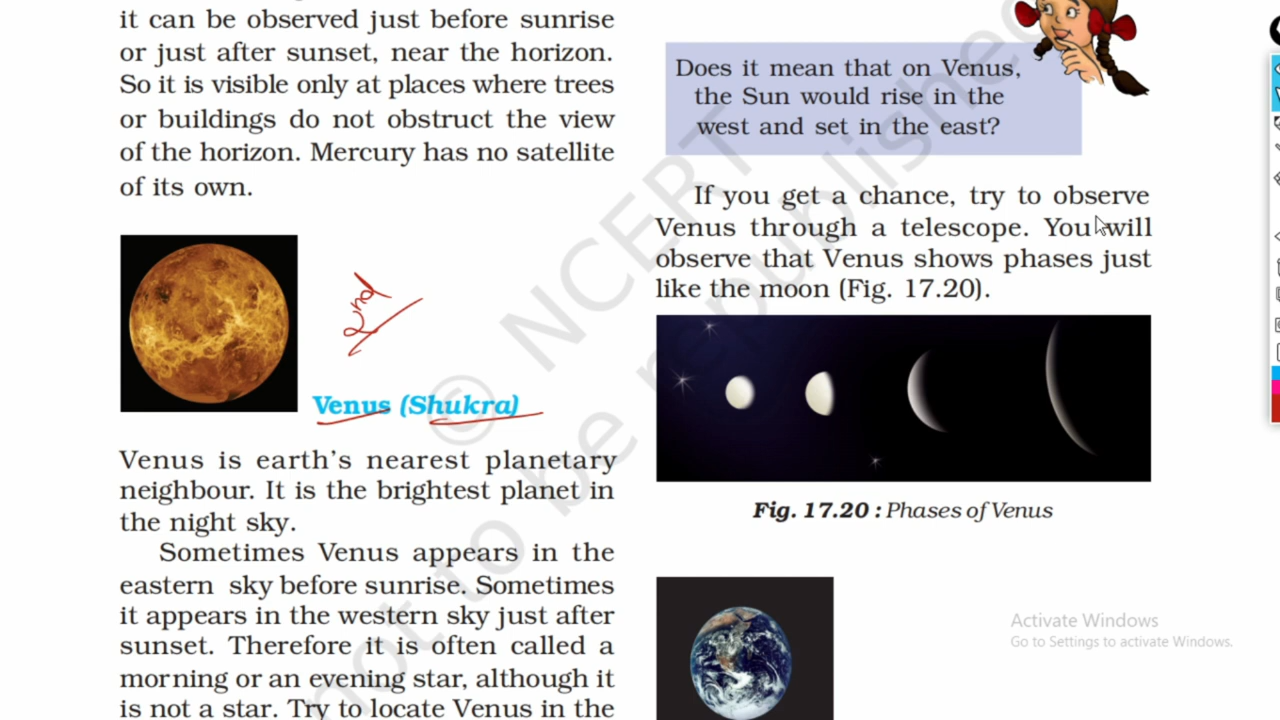 it can be observed just before sunrise
or just after sunset, near the horizon.
So it is visible only at places where trees
or buildings do not obstruct the view
of the horizon. Mercury has no satellite
of its own.
2nd
Venus (Shukra)
Venus is earth's nearest planetary
neighbour. It is the brightest planet in
the night sky.
Sometimes Venus appears in the
eastern sky before sunrise. Sometimes
it appears in the western sky just after
sunset. Therefore it is often called a
morning or an evening star, although it
is not a star. Try to locate Venus in the
Does it mean that on Venus,
the Sun would rise in the
west and set in the east?
If you get a chance, try to observe
Venus through a telescope. You will
observe that Venus shows phases just
like the moon (Fig. 17.20).
Fig. 17.20 : Phases of Venus
© NCERT
not to be republished
Activate Windows
Go to Settings to activate Windows.